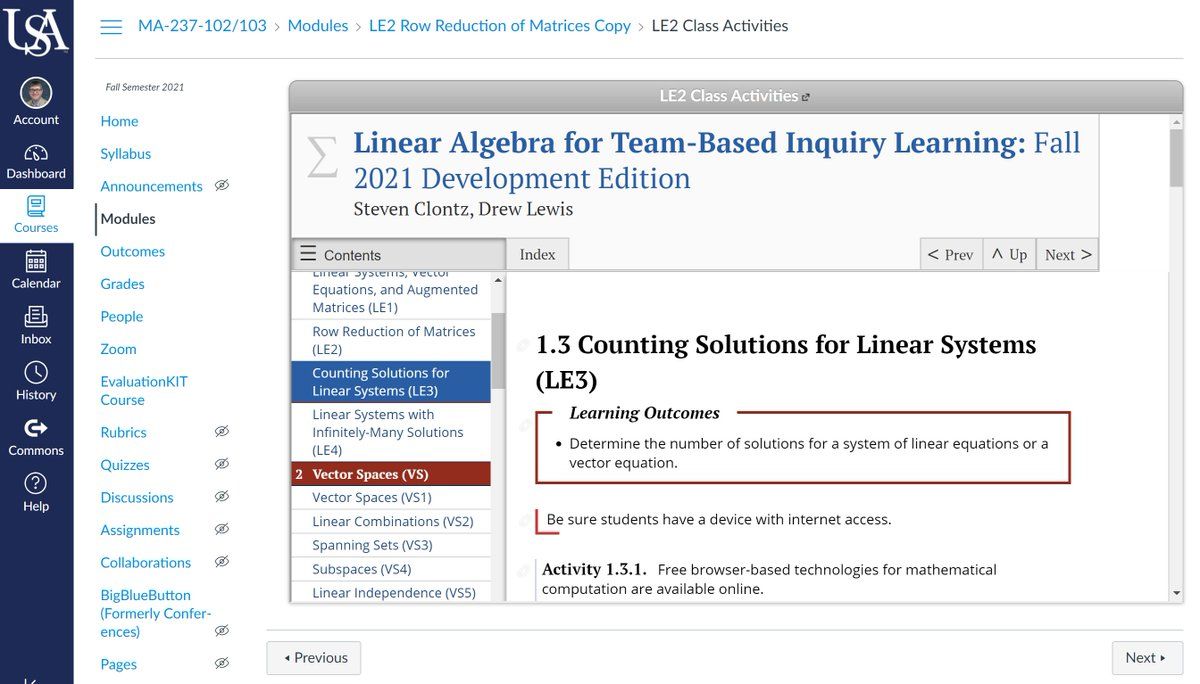 USA
MA-237-102/103 › Modules › LE2 Row Reduction of Matrices Copy › LE2 Class Activities
Account
Dashboard
Courses
Calendar
Inbox
History
Commons
Help
Fall Semester 2021
Home
Syllabus
Announcements
Modules
Outcomes
Grades
People
Zoom
EvaluationKIT
Course
Rubrics
Quizzes
Discussions
Assignments
Collaborations
BigBlueButton
(Formerly Confer-
ences)
Pages
LE2 Class Activities
Σ
Linear Algebra for Team-Based Inquiry Learning: Fall
2021 Development Edition
Steven Clontz, Drew Lewis
☰ Contents
Index
< Prev
^ Up
Next >
Linear Systems, Vector
Equations, and Augmented
Matrices (LE1)
Row Reduction of Matrices
(LE2)
Counting Solutions for
Linear Systems (LE3)
Linear Systems with
Infinitely-Many Solutions
(LE4)
2 Vector Spaces (VS)
Vector Spaces (VS1)
Linear Combinations (VS2)
Spanning Sets (VS3)
Subspaces (VS4)
Linear Independence (VS5)
1.3 Counting Solutions for Linear Systems
(LE3)
Learning Outcomes
• Determine the number of solutions for a system of linear equations or a
vector equation.
Be sure students have a device with internet access.
Activity 1.3.1. Free browser-based technologies for mathematical
computation are available online.
◂ Previous
Next ▸